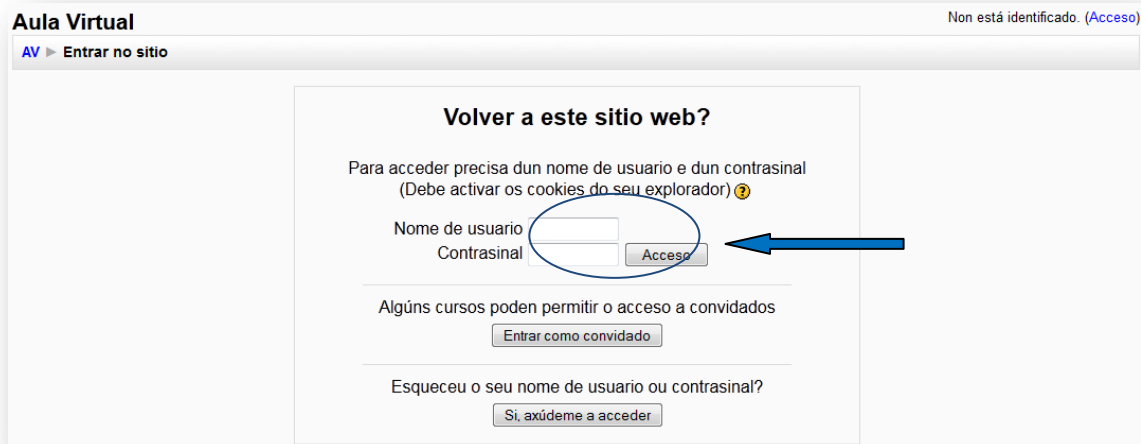 Aula Virtual
Non está identificado. (Acceso)
AV ► Entrar no sitio
Volver a este sitio web?
Para acceder precisa dun nome de usuario e dun contrasinal
(Debe activar os cookies do seu explorador) ?
Nome de usuario
Contrasinal Acceso
Algúns cursos poden permitir o acceso a convidados
Entrar como convidado
Esqueceu o seu nome de usuario ou contrasinal?
Si, axúdeme a acceder